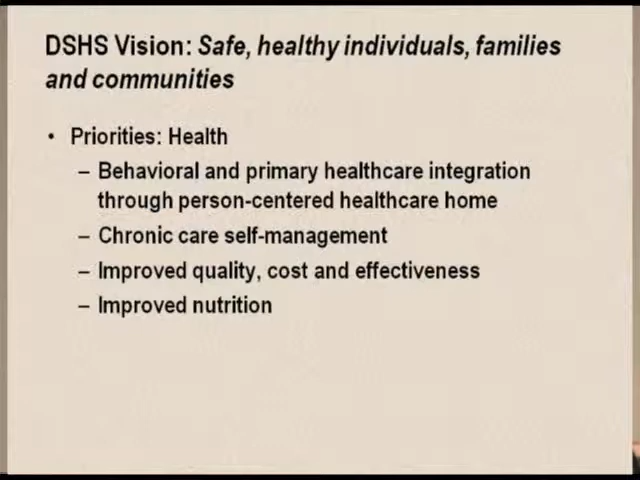 DSHS Vision: Safe, healthy individuals, families
and communities
• Priorities: Health
– Behavioral and primary healthcare integration
through person-centered healthcare home
– Chronic care self-management
– Improved quality, cost and effectiveness
– Improved nutrition